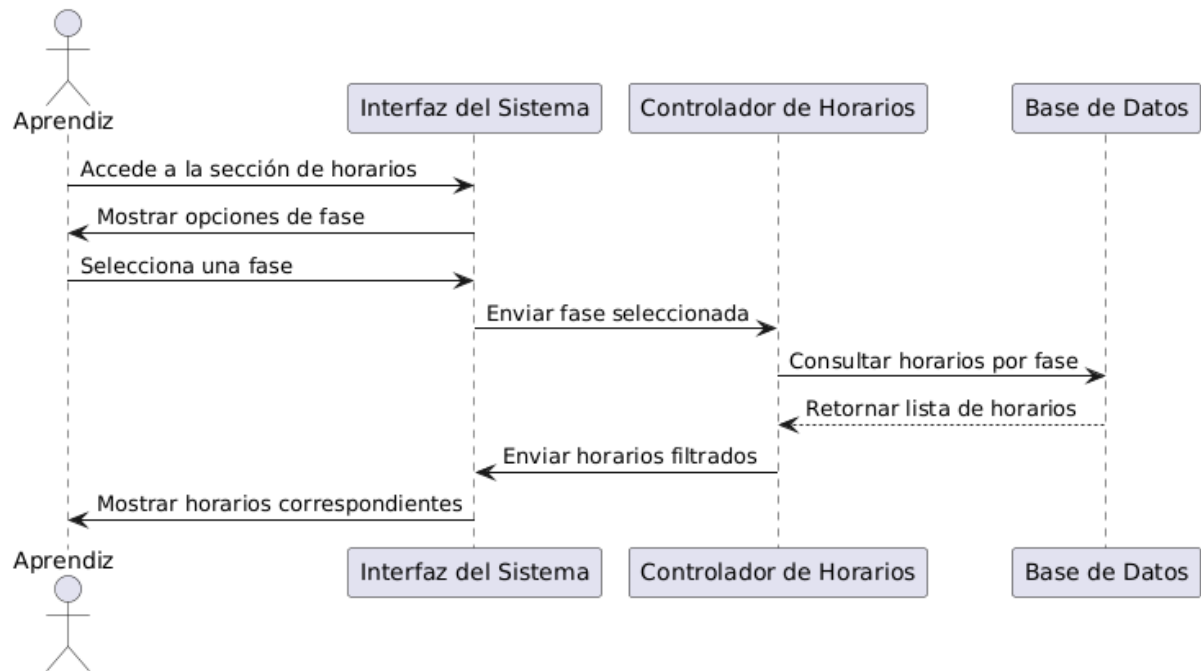 Aprendiz
Interfaz del Sistema
Controlador de Horarios
Base de Datos
Accede a la sección de horarios
Mostrar opciones de fase
Selecciona una fase
Enviar fase seleccionada
Consultar horarios por fase
Retornar lista de horarios
Enviar horarios filtrados
Mostrar horarios correspondientes
Aprendiz
Interfaz del Sistema
Controlador de Horarios
Base de Datos